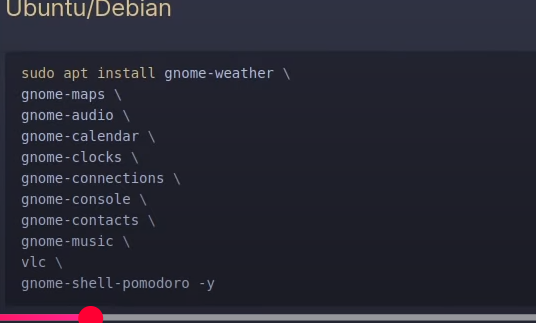 Ubuntu/Debian
sudo apt install gnome-weather \
gnome-maps \
gnome-audio \
gnome-calendar \
gnome-clocks \
gnome-connections \
gnome-console \
gnome-contacts \
gnome-music \
vlc \
gnome-shell-pomodoro -y